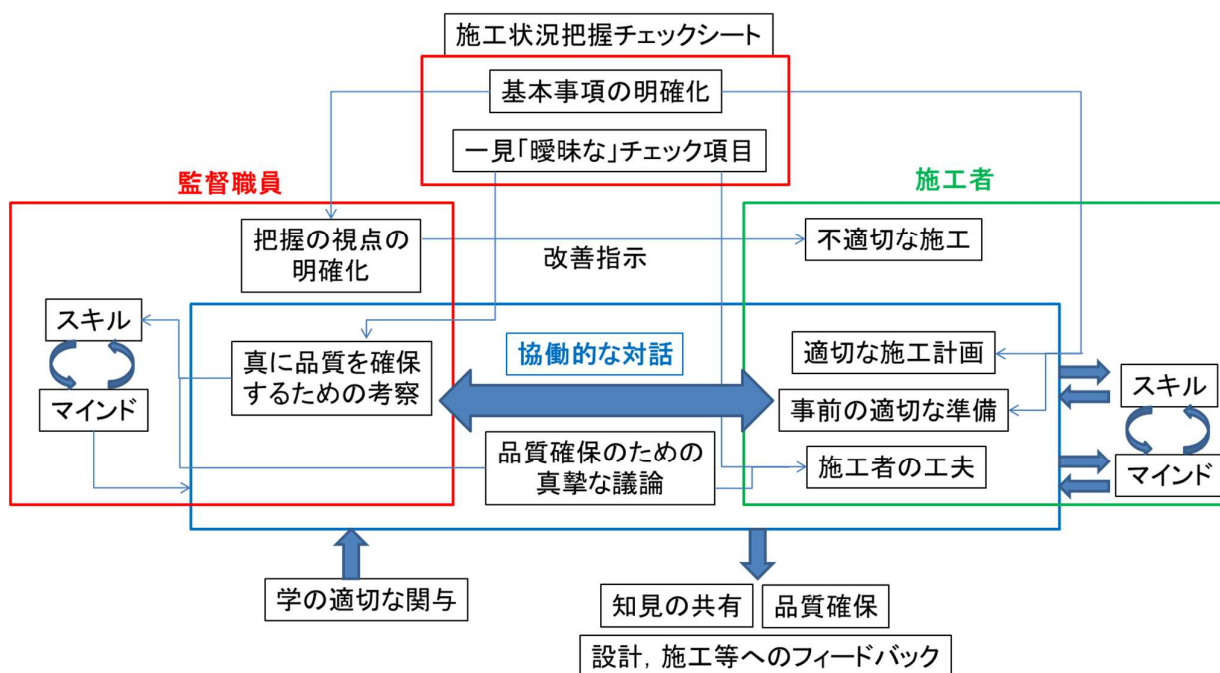 施工状況把握チェックシート
基本事項の明確化
一見「曖昧な」チェック項目
監督職員
施工者
把握の視点の
明確化
改善指示
不適切な施工
スキル
マインド
真に品質を確保
するための考察
協働的な対話
適切な施工計画
事前の適切な準備
品質確保のための
真摯な議論
施工者の工夫
スキル
マインド
学の適切な関与
知見の共有
品質確保
設計，施工等へのフィードバック